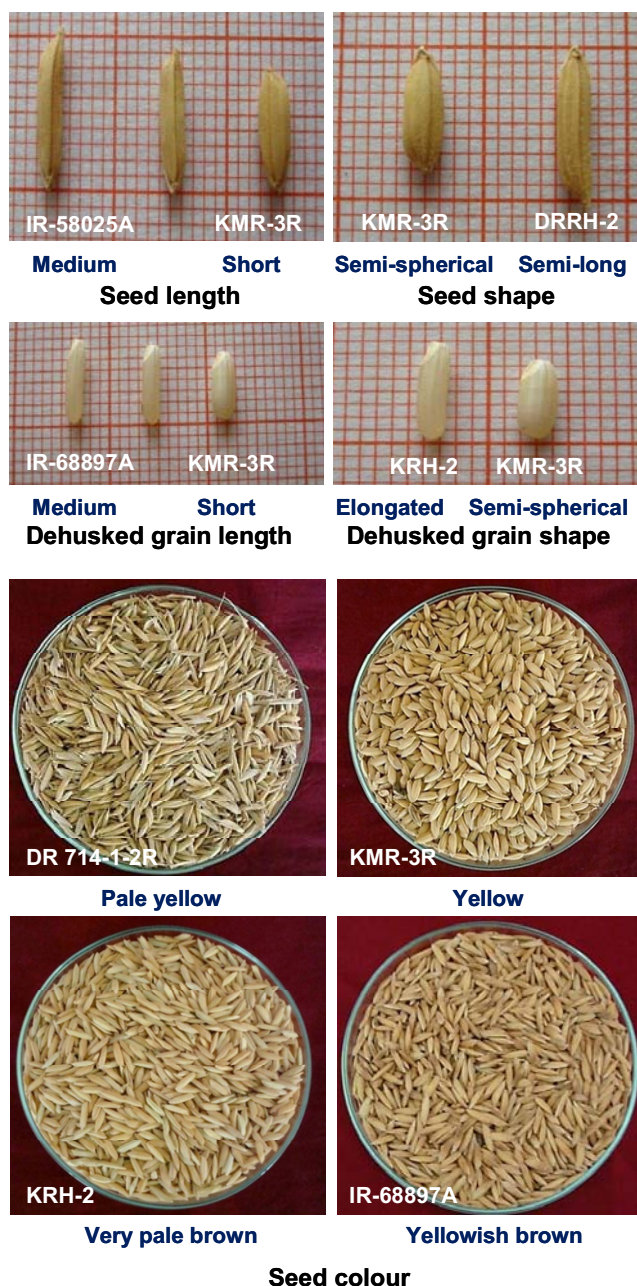 IR-58025A KMR-3R
KMR-3R DRRH-2
Medium Short
Semi-spherical Semi-long
Seed length
Seed shape
IR-68897A KMR-3R
KRH-2 KMR-3R
Medium Short
Elongated Semi-spherical
Dehusked grain length
Dehusked grain shape
DR 714-1-2R
KMR-3R
Pale yellow
Yellow
KRH-2
IR-68897A
Very pale brown
Yellowish brown
Seed colour